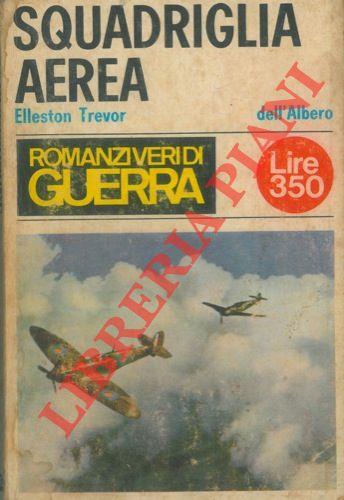 SQUADRIGLIA
AEREA
Elleston Trevor dell'Albero
ROMANZI VERI DI
GUERRA
Lire
350
LIBRERIA PIANI